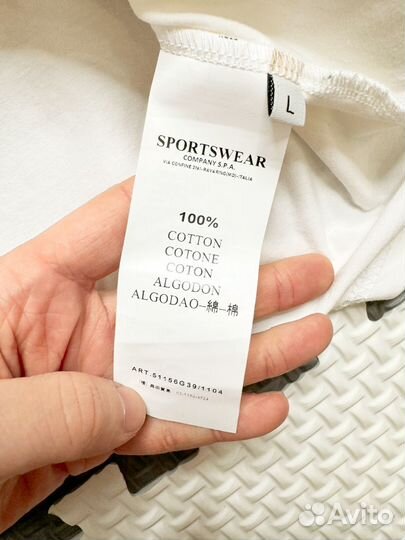 L
SPORTSWEAR
COMPANY S.P.A.
VIA CONFINE 2161-RAVARINO(MO)-ITALIA
100%
COTTON
COTONE
COTON
ALGODON
ALGODAO-綿-棉
ART.51156G39/1104
Avito